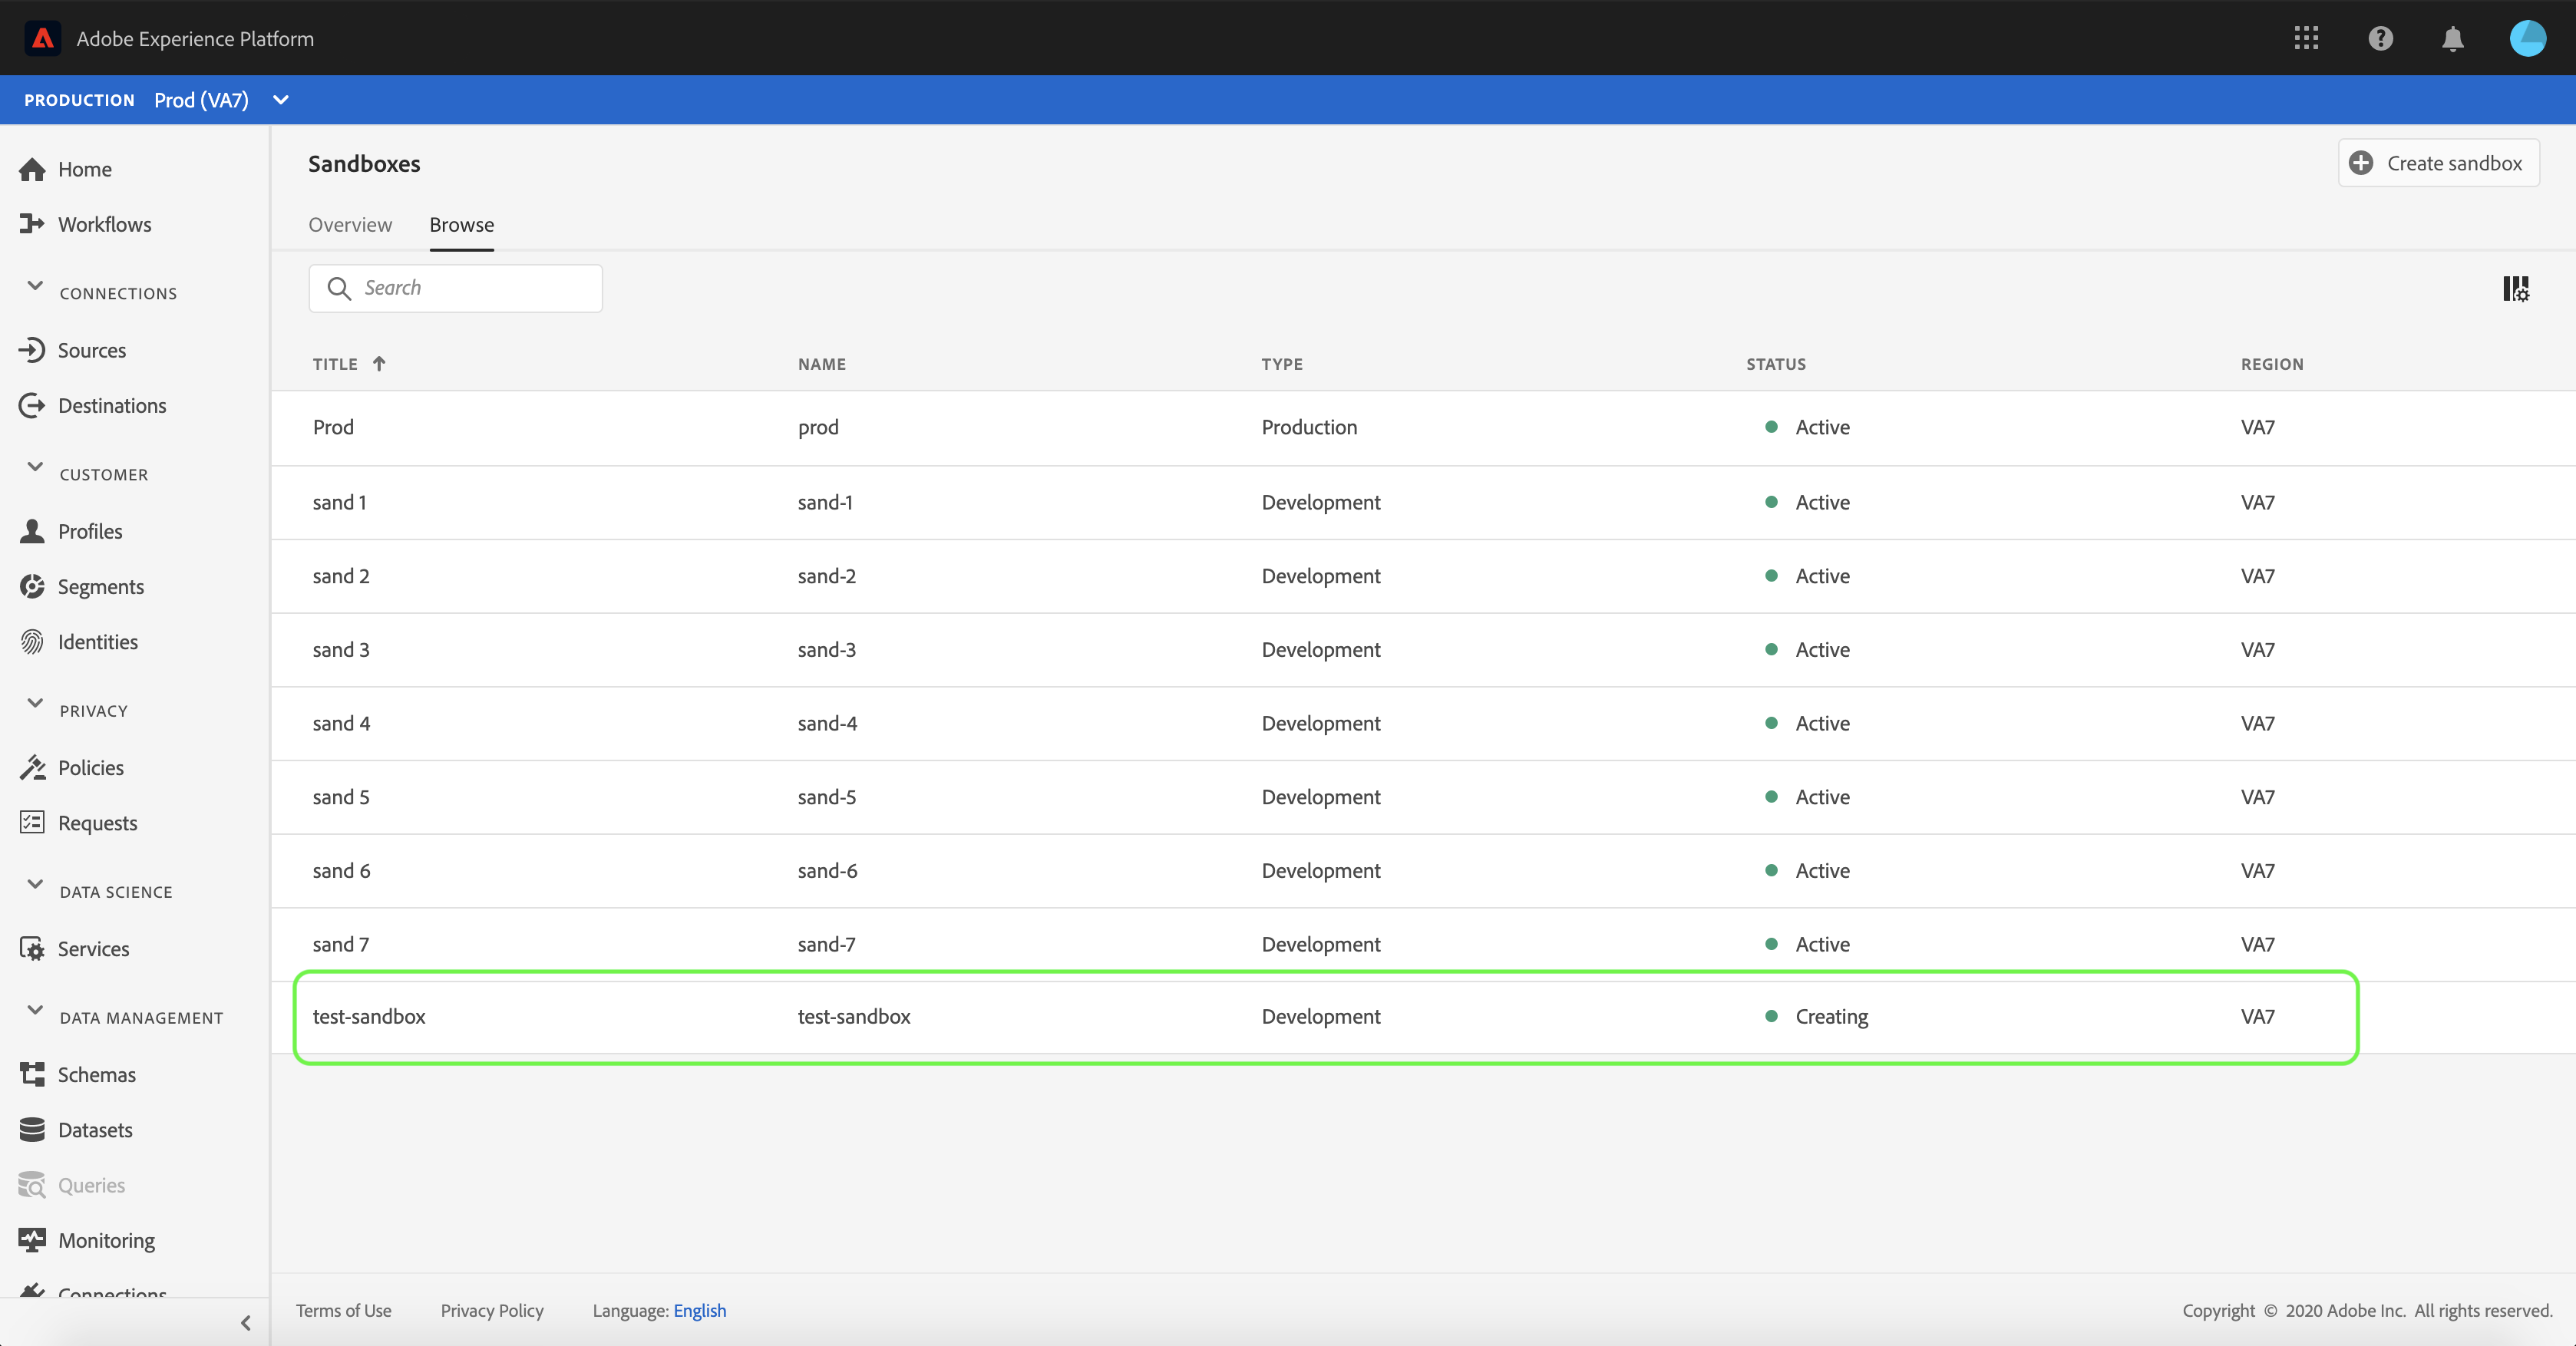 Adobe Experience Platform
PRODUCTION Prod (VA7)
Home
Workflows
CONNECTIONS
Sources
Destinations
CUSTOMER
Profiles
Segments
Identities
PRIVACY
Policies
Requests
DATA SCIENCE
Services
DATA MANAGEMENT
Schemas
Datasets
Queries
Monitoring
Connections
Sandboxes
Create sandbox
Overview Browse
Search
TITLE NAME TYPE STATUS REGION
Prod prod Production Active VA7
sand 1 sand-1 Development Active VA7
sand 2 sand-2 Development Active VA7
sand 3 sand-3 Development Active VA7
sand 4 sand-4 Development Active VA7
sand 5 sand-5 Development Active VA7
sand 6 sand-6 Development Active VA7
sand 7 sand-7 Development Active VA7
test-sandbox test-sandbox Development Creating VA7
Terms of Use Privacy Policy Language: English Copyright © 2020 Adobe Inc. All rights reserved.